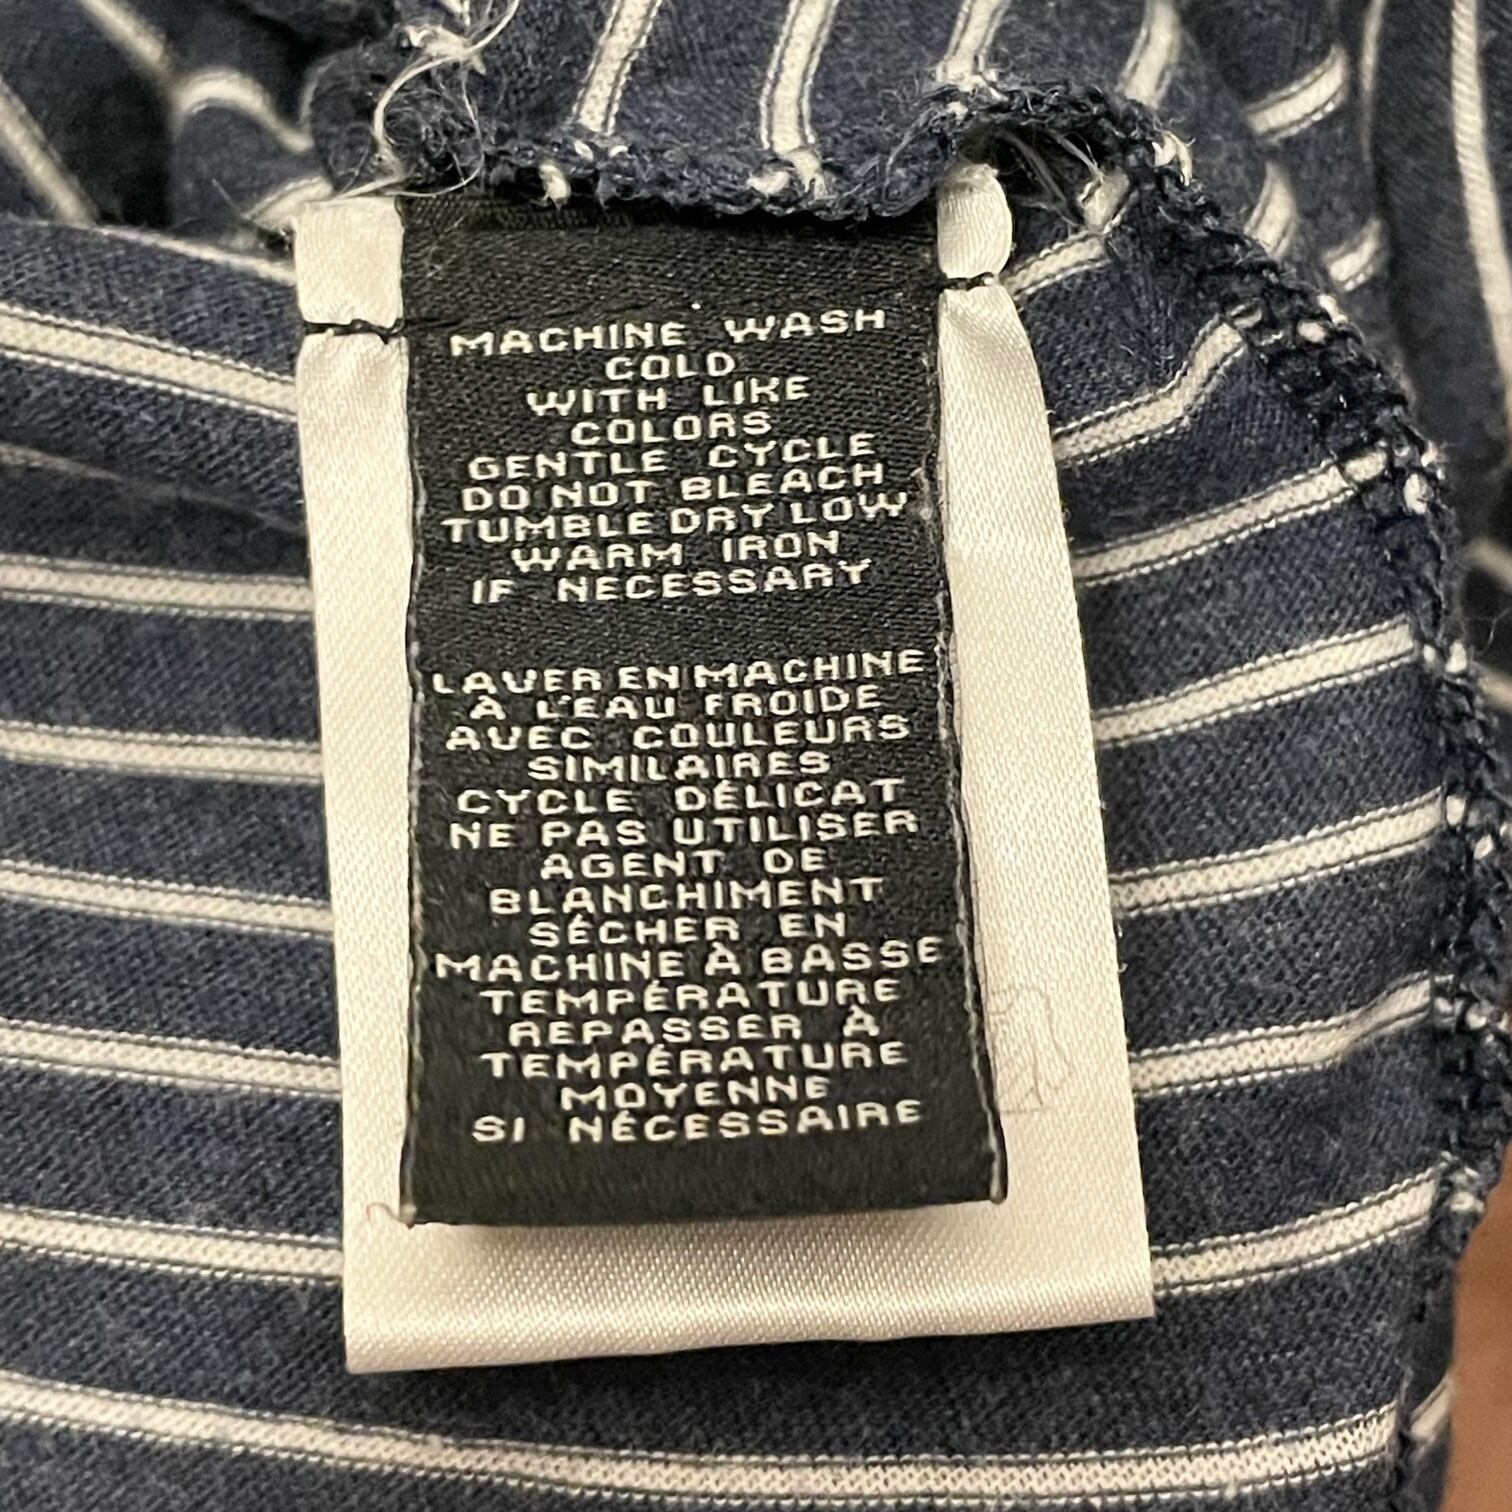 MACHINE WASH
COLD
WITH LIKE
COLORS
GENTLE CYCLE
DO NOT BLEACH
TUMBLE DRY LOW
WARM IRON
IF NECESSARY
LAVER EN MACHINE
À L'EAU FROIDE
AVEC COULEURS
SIMILAIRES
CYCLE DÉLICAT
NE PAS UTILISER
AGENT DE
BLANCHIMENT
SÉCHER EN
MACHINE À BASSE
TEMPÉRATURE
REPASSER À
TEMPÉRATURE
MOYENNE
SI NÉCESSAIRE